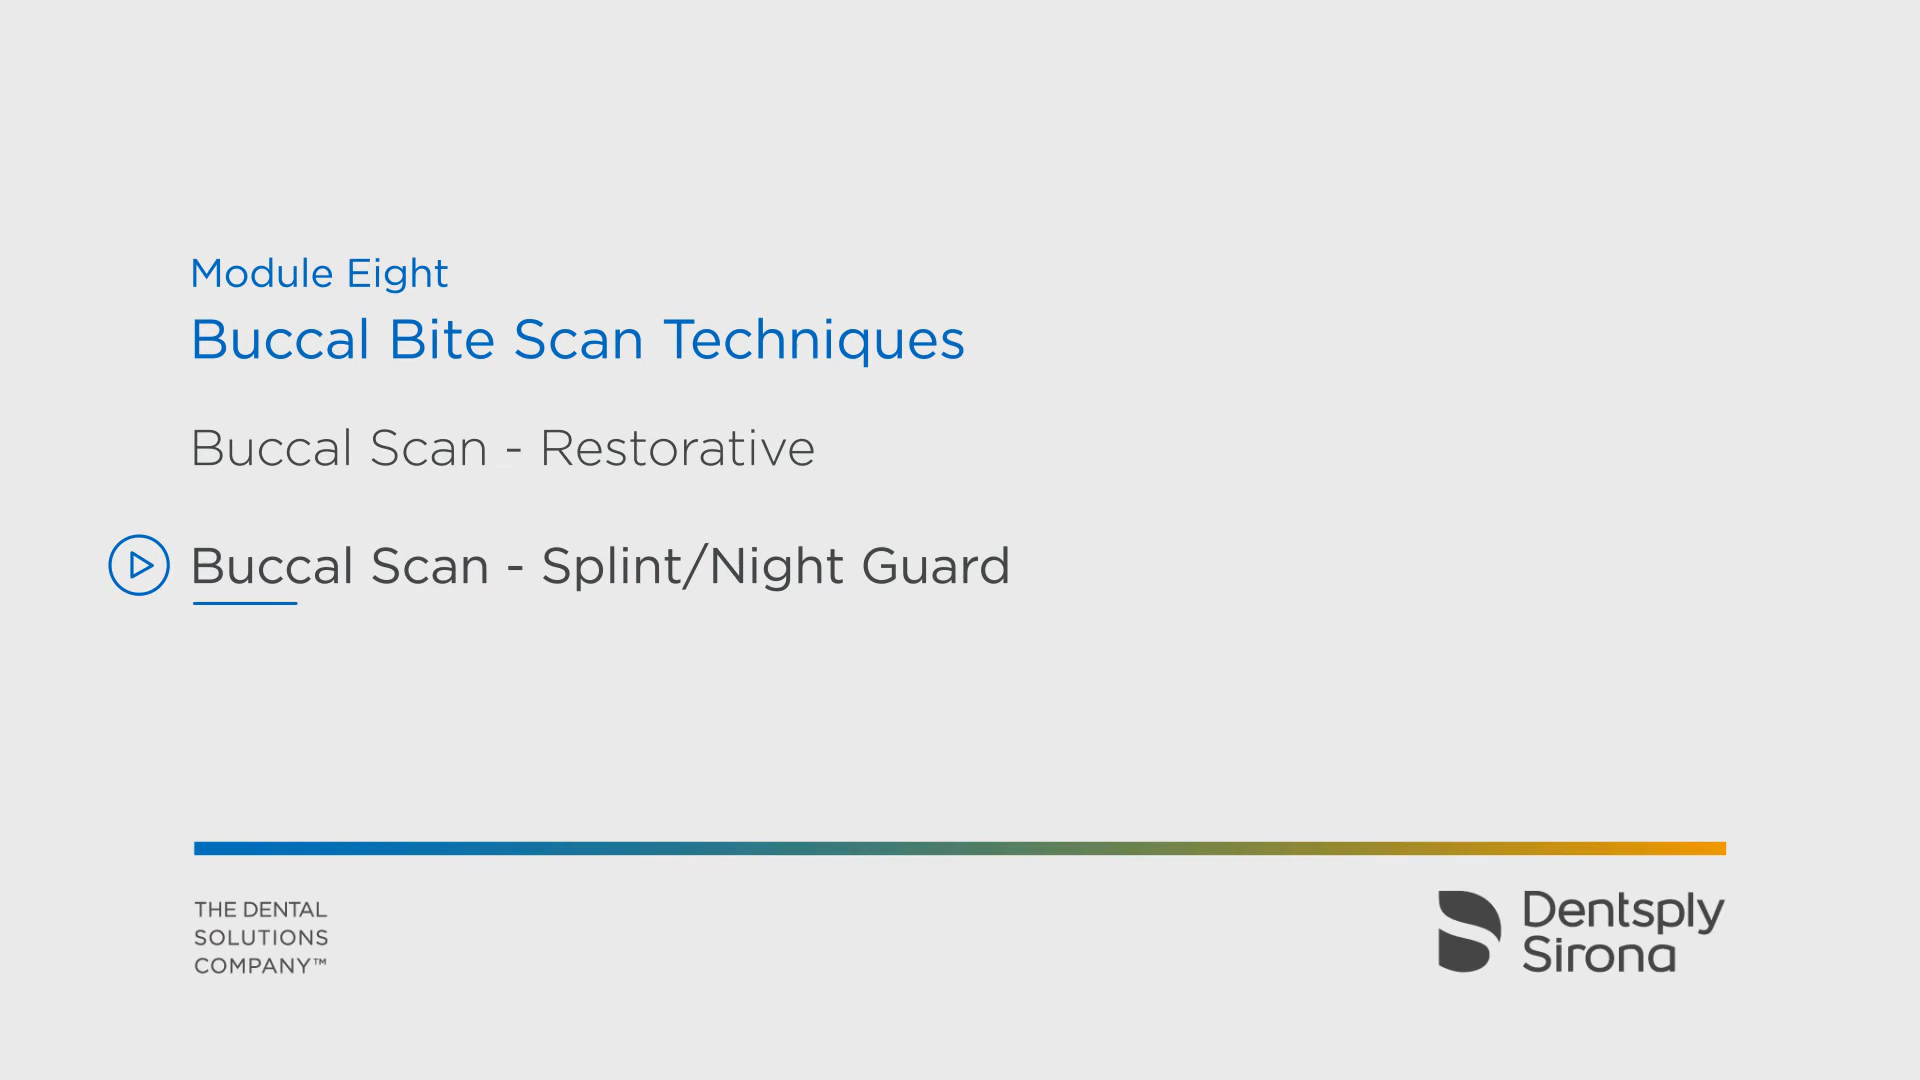 Module Eight
Buccal Bite Scan Techniques
Buccal Scan - Restorative
Buccal Scan - Splint/Night Guard
THE DENTAL
SOLUTIONS
COMPANY™
Dentsply
Sirona